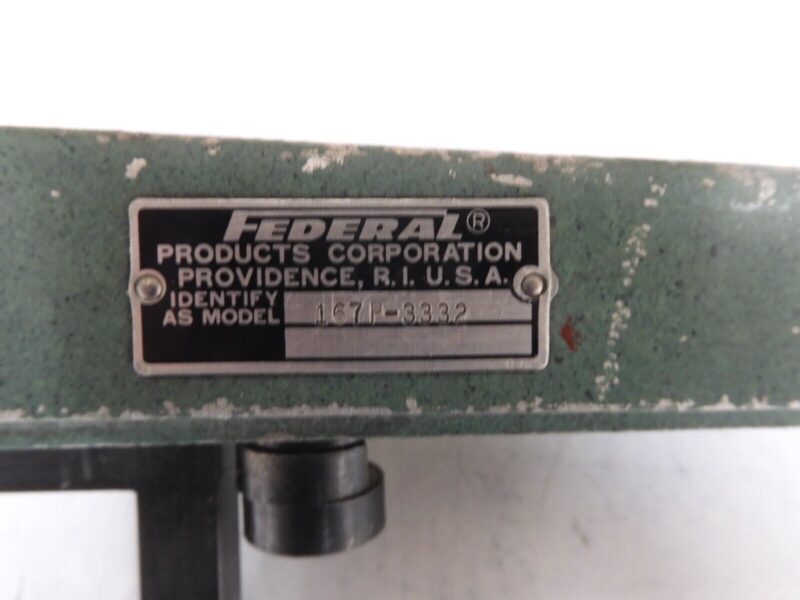 FEDERAL®
PRODUCTS CORPORATION
PROVIDENCE, R.I. U.S.A.
IDENTIFY
AS MODEL 167P-3332